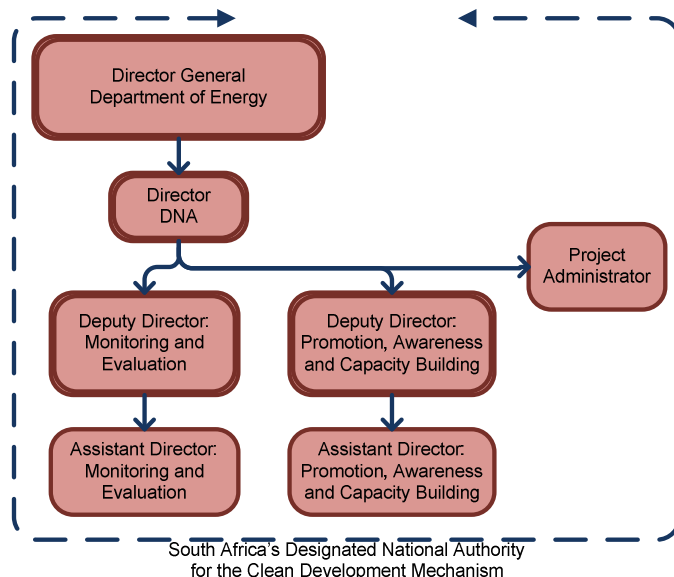 Director General
Department of Energy
Director
DNA
Project
Administrator
Deputy Director:
Monitoring and
Evaluation
Deputy Director:
Promotion, Awareness
and Capacity Building
Assistant Director:
Monitoring and
Evaluation
Assistant Director:
Promotion, Awareness
and Capacity Building
South Africa's Designated National Authority
for the Clean Development Mechanism